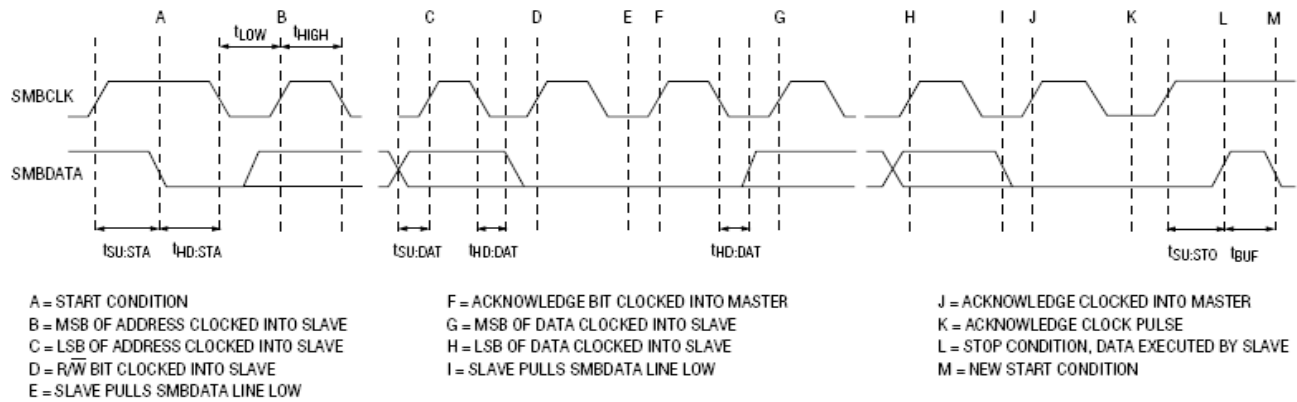 A B C D E F G H I J K L M
tLOW tHIGH
SMBCLK
SMBDATA
tSU:STA tHD:STA tSU:DAT tHD:DAT tHD:DAT tSU:STO tBUF
A = START CONDITION
B = MSB OF ADDRESS CLOCKED INTO SLAVE
C = LSB OF ADDRESS CLOCKED INTO SLAVE
D = R/W̅ BIT CLOCKED INTO SLAVE
E = SLAVE PULLS SMBDATA LINE LOW
F = ACKNOWLEDGE BIT CLOCKED INTO MASTER
G = MSB OF DATA CLOCKED INTO SLAVE
H = LSB OF DATA CLOCKED INTO SLAVE
I = SLAVE PULLS SMBDATA LINE LOW
J = ACKNOWLEDGE CLOCKED INTO MASTER
K = ACKNOWLEDGE CLOCK PULSE
L = STOP CONDITION, DATA EXECUTED BY SLAVE
M = NEW START CONDITION